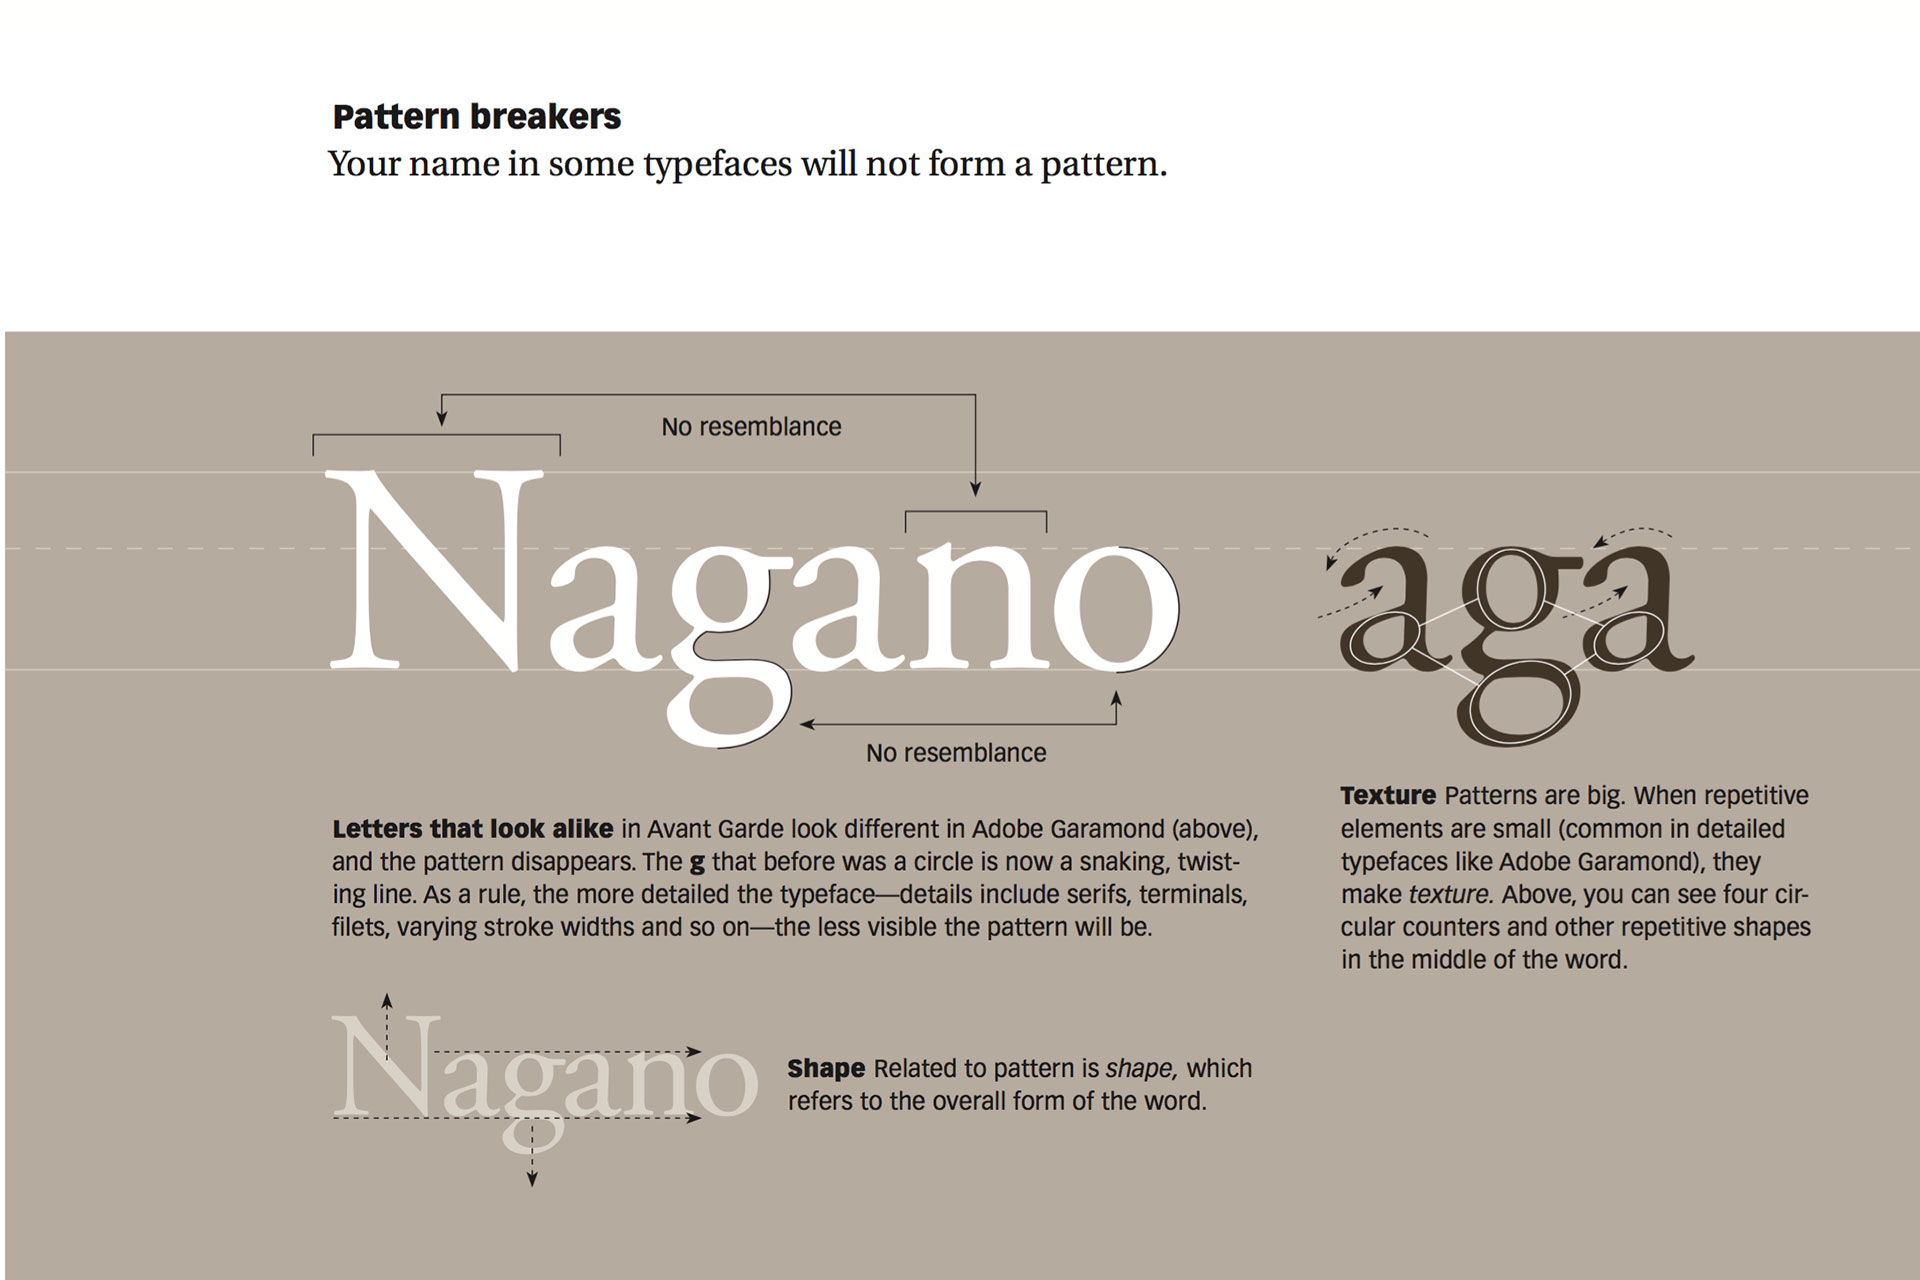 Pattern breakers
Your name in some typefaces will not form a pattern.
No resemblance
Nagano
aga
No resemblance
Letters that look alike in Avant Garde look different in Adobe Garamond (above),
and the pattern disappears. The g that before was a circle is now a snaking, twist-
ing line. As a rule, the more detailed the typeface—details include serifs, terminals,
filets, varying stroke widths and so on—the less visible the pattern will be.
Texture Patterns are big. When repetitive
elements are small (common in detailed
typefaces like Adobe Garamond), they
make texture. Above, you can see four cir-
cular counters and other repetitive shapes
in the middle of the word.
Nagano
Shape Related to pattern is shape, which
refers to the overall form of the word.